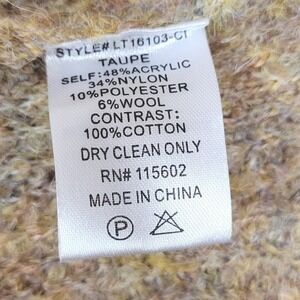 STYLE# LT16103-CT
TAUPE
SELF:48%ACRYLIC
34%NYLON
10%POLYESTER
6%WOOL
CONTRAST:
100%COTTON
DRY CLEAN ONLY
RN# 115602
MADE IN CHINA
P